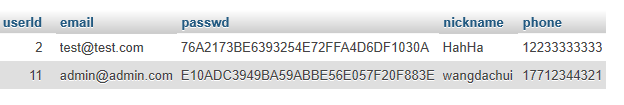 userId email passwd nickname phone
2 test@test.com 76A2173BE6393254E72FFA4D6DF1030A HahHa 12233333333
11 admin@admin.com E10ADC3949BA59ABBE56E057F20F883E wangdachui 17712344321